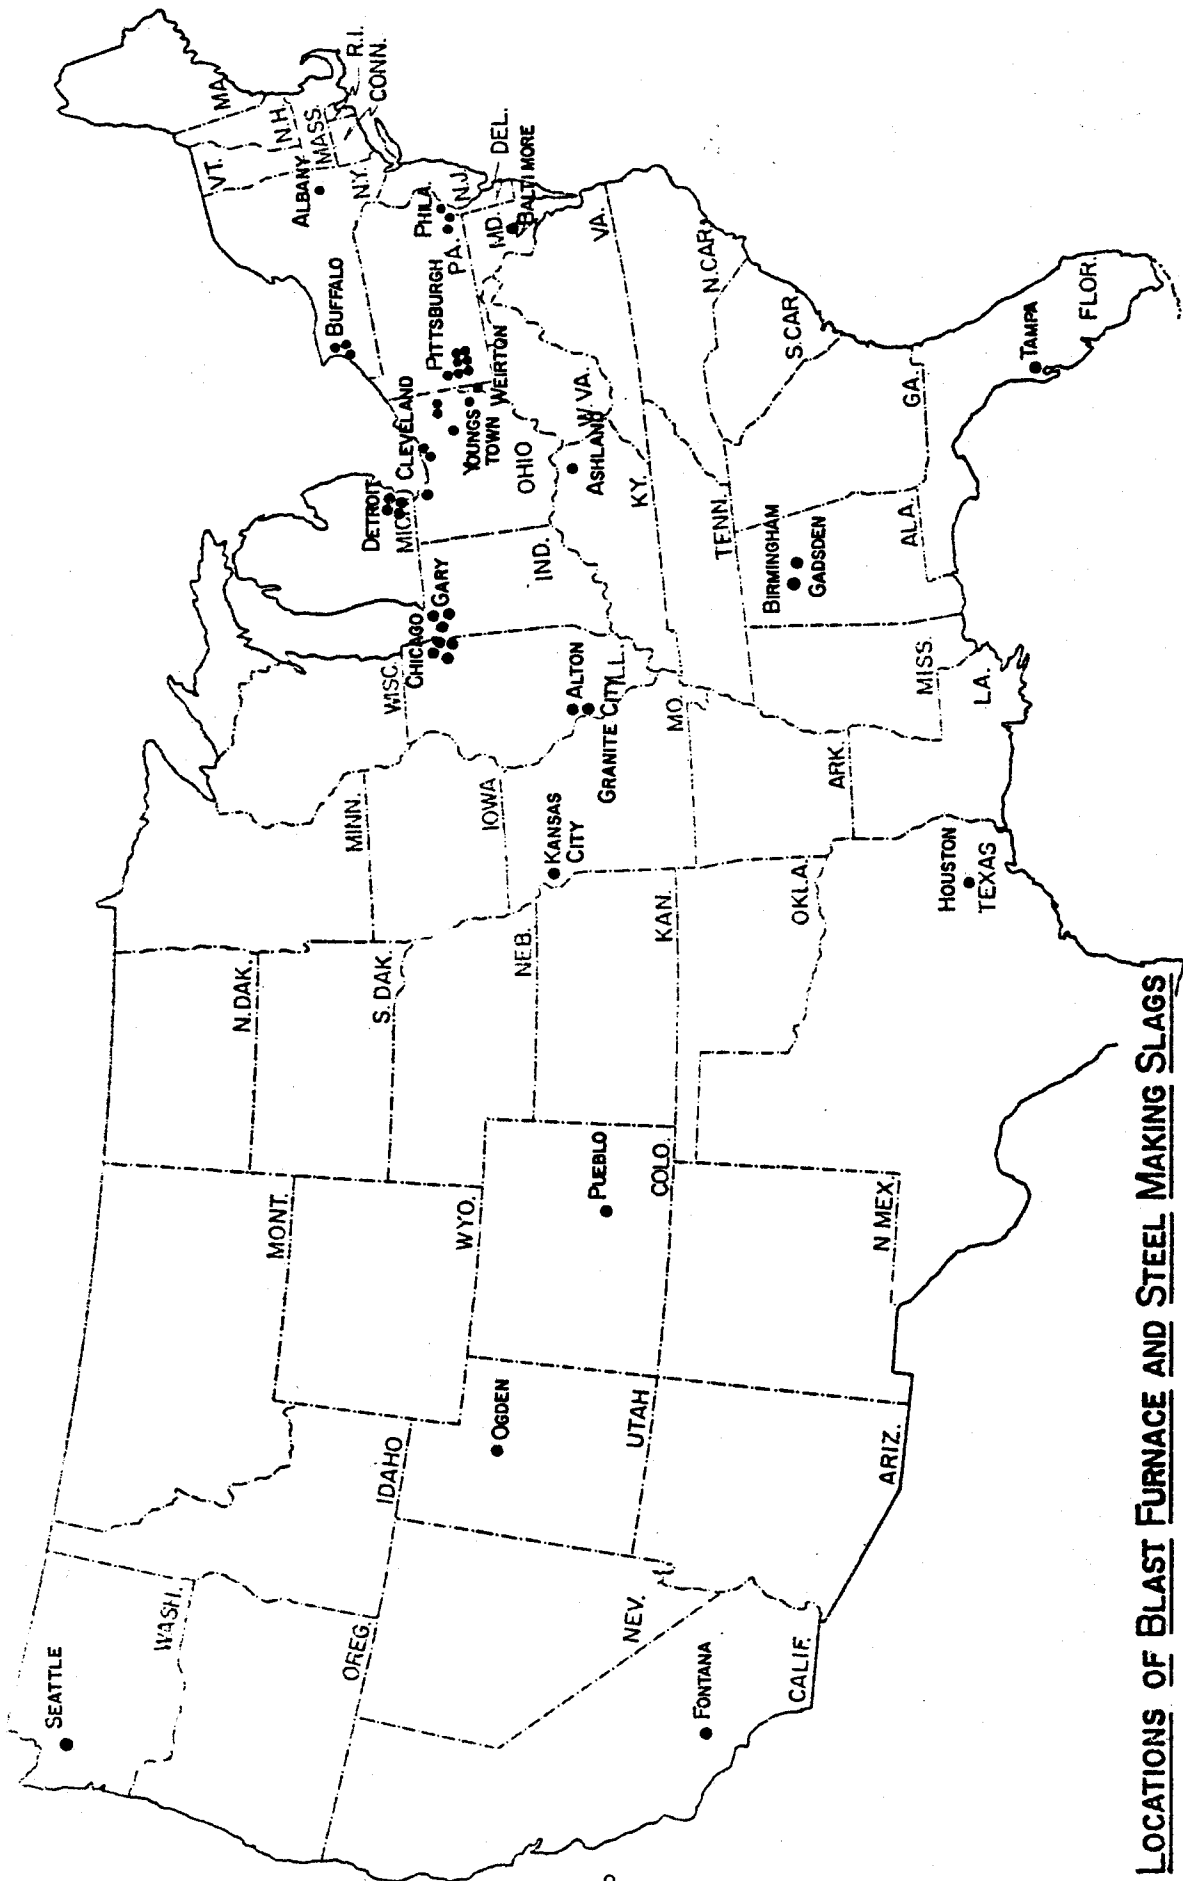 SEATTLE
WASH.
OREG.
NEV.
FONTANA
CALIF.
IDAHO
OGDEN
UTAH
ARIZ.
MONT.
WYO.
PUEBLO
COLO.
N MEX.
N.DAK.
S. DAK.
NEB.
KAN.
OKLA.
HOUSTON
TEXAS
MINN.
IOWA
KANSAS
CITY
MO.
ARK.
LA.
WISC.
CHICAGO
GARY
ALTON
GRANITE CITY
ILL.
MISS.
DETROIT
MICH
IND.
BIRMINGHAM
GADSDEN
ALA.
CLEVELAND
YOUNGS
TOWN
OHIO
ASHLAND
KY.
TENN.
GA.
BUFFALO
PITTSBURGH
WEIRTON
W.VA.
ALBANY
N.Y.
PHILA.
PA.
N.J.
MD.
DEL.
BALTIMORE
VA.
N.CAR.
S.CAR.
TAMPA
FLOR.
VT.
MA
N.H.
MASS.
R.I.
CONN.
LOCATIONS OF BLAST FURNACE AND STEEL MAKING SLAGS